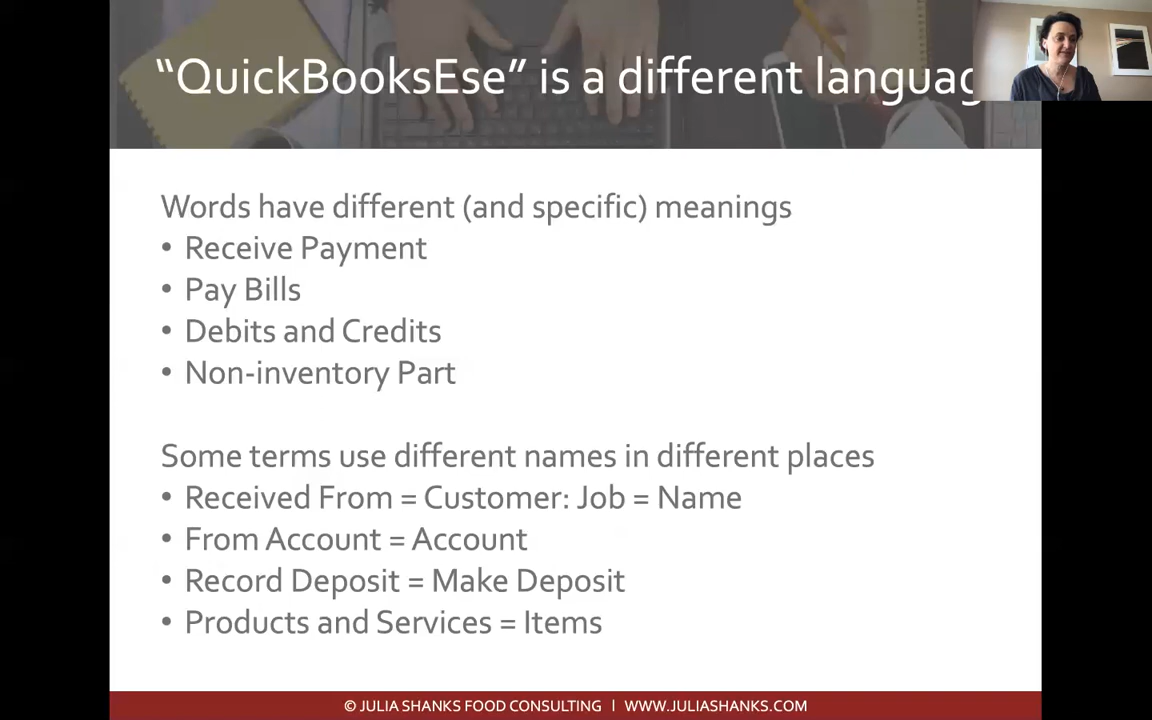 “QuickBooksEse” is a different languag
Words have different (and specific) meanings
• Receive Payment
• Pay Bills
• Debits and Credits
• Non-inventory Part
Some terms use different names in different places
• Received From = Customer: Job = Name
• From Account = Account
• Record Deposit = Make Deposit
• Products and Services = Items
© JULIA SHANKS FOOD CONSULTING | WWW.JULIASHANKS.COM